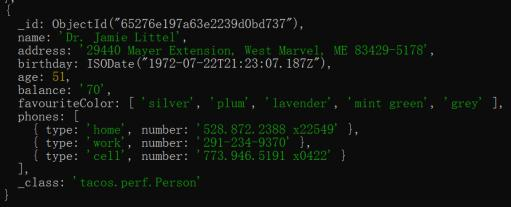 },
{
  _id: ObjectId("65276e197a63e2239d0bd737"),
  name: 'Dr. Jamie Littel',
  address: '29440 Mayer Extension, West Marvel, ME 83429-5178',
  birthday: ISODate("1972-07-22T21:23:07.187Z"),
  age: 51,
  balance: '70',
  favouriteColor: [ 'silver', 'plum', 'lavender', 'mint green', 'grey' ],
  phones: [
    { type: 'home', number: '528.872.2388 x22549' },
    { type: 'work', number: '291-234-9370' },
    { type: 'cell', number: '773.946.5191 x0422' }
  ],
  _class: 'tacos.perf.Person'
}